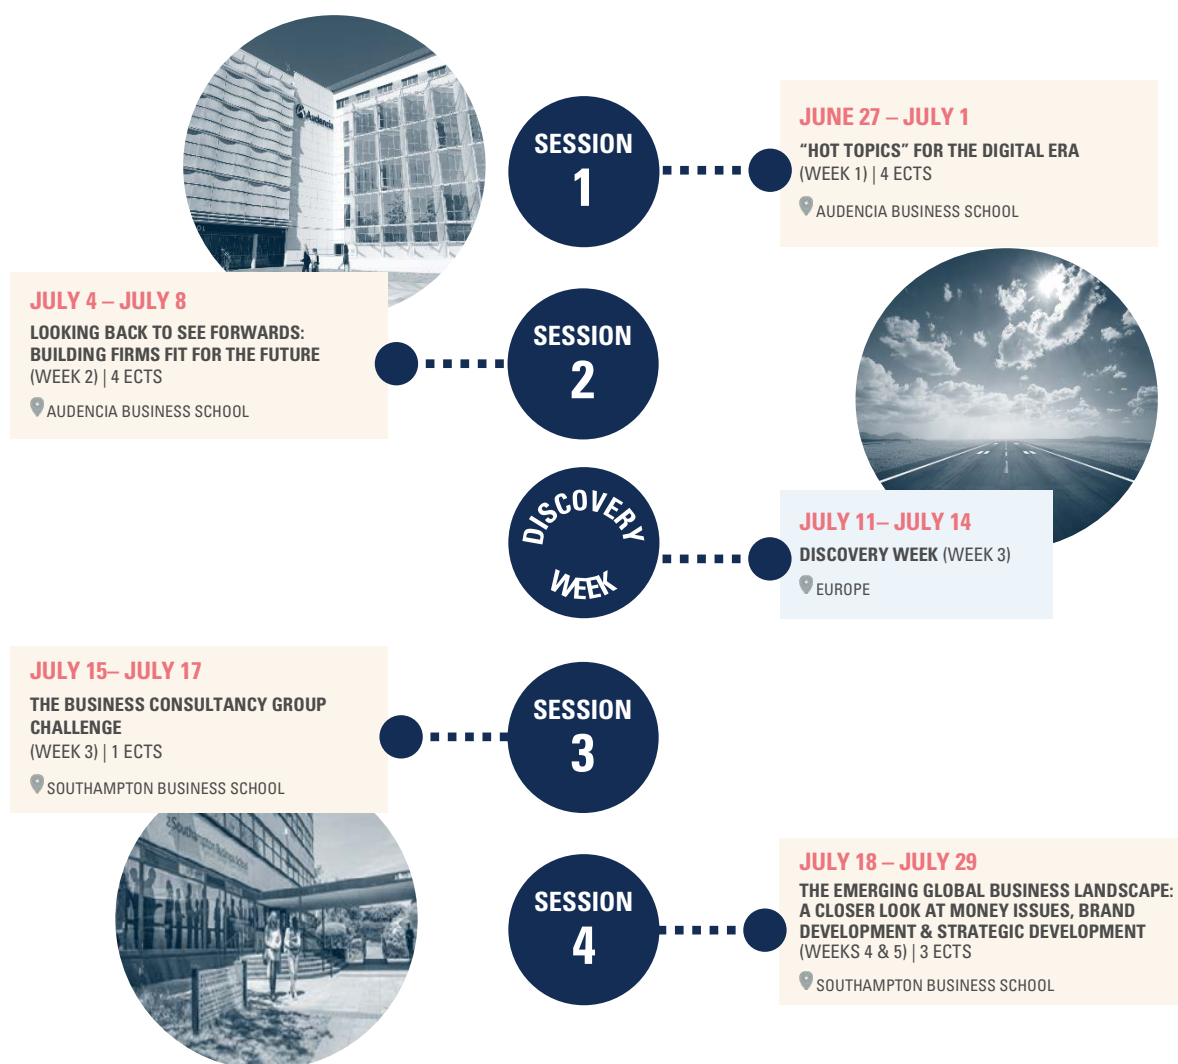 Audencia
SESSION
1
JUNE 27 – JULY 1
“HOT TOPICS” FOR THE DIGITAL ERA
(WEEK 1) | 4 ECTS
AUDENCIA BUSINESS SCHOOL
JULY 4 – JULY 8
LOOKING BACK TO SEE FORWARDS:
BUILDING FIRMS FIT FOR THE FUTURE
(WEEK 2) | 4 ECTS
AUDENCIA BUSINESS SCHOOL
SESSION
2
DISCOVERY
WEEK
JULY 11– JULY 14
DISCOVERY WEEK (WEEK 3)
EUROPE
JULY 15– JULY 17
THE BUSINESS CONSULTANCY GROUP
CHALLENGE
(WEEK 3) | 1 ECTS
SOUTHAMPTON BUSINESS SCHOOL
SESSION
3
2 Southampton Business School
SESSION
4
JULY 18 – JULY 29
THE EMERGING GLOBAL BUSINESS LANDSCAPE:
A CLOSER LOOK AT MONEY ISSUES, BRAND
DEVELOPMENT & STRATEGIC DEVELOPMENT
(WEEKS 4 & 5) | 3 ECTS
SOUTHAMPTON BUSINESS SCHOOL